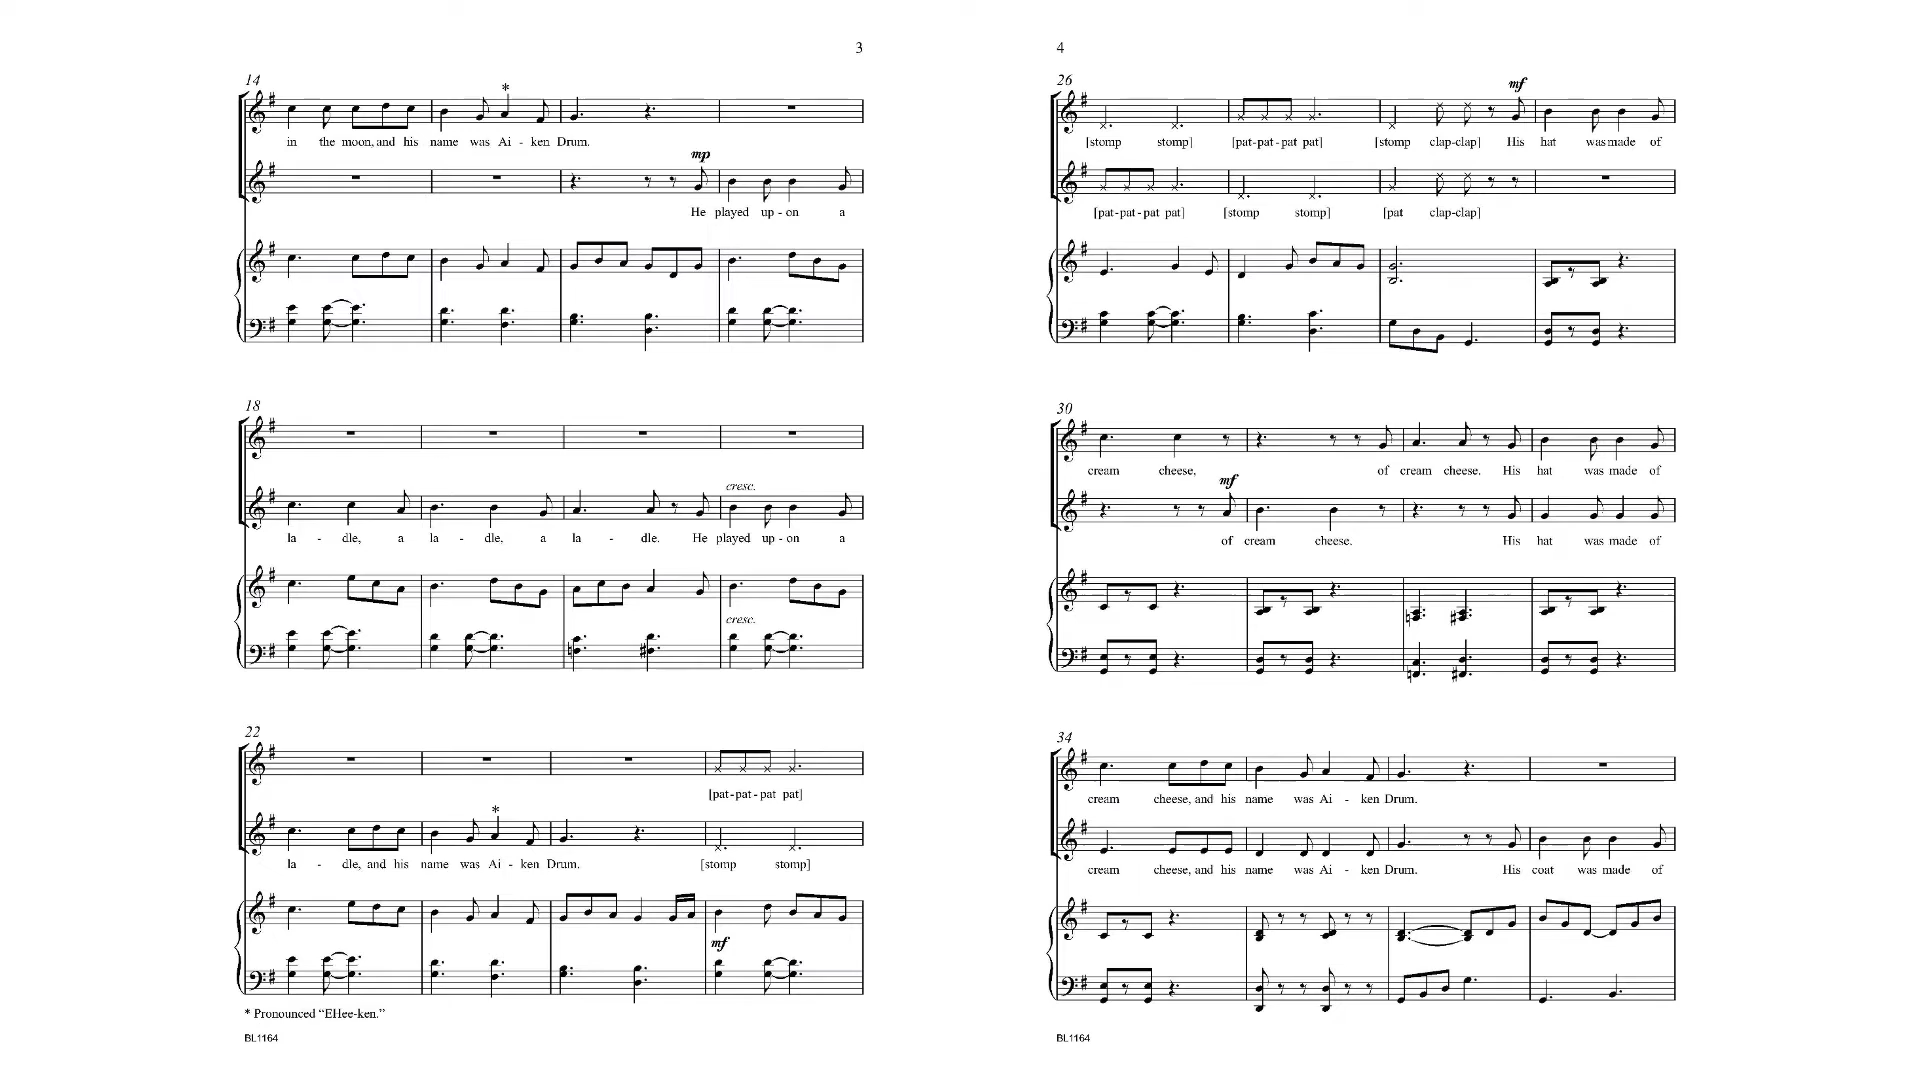 3
14
*
in the moon, and his name was Ai - ken Drum.
mp
He played up - on a
18
cresc.
la - dle, a la - dle, a la - dle. He played up - on a
cresc.
22
[pat - pat - pat pat]
*
la - dle, and his name was Ai - ken Drum. [stomp stomp]
mf
* Pronounced “EHee-ken.”
BL1164
4
26
mf
[stomp stomp] [pat - pat - pat pat] [stomp clap-clap] His hat was made of
[pat - pat - pat pat] [stomp stomp] [pat clap-clap]
30
cream cheese, of cream cheese. His hat was made of
mf
of cream cheese. His hat was made of
34
cream cheese, and his name was Ai - ken Drum.
cream cheese, and his name was Ai - ken Drum. His coat was made of
BL1164